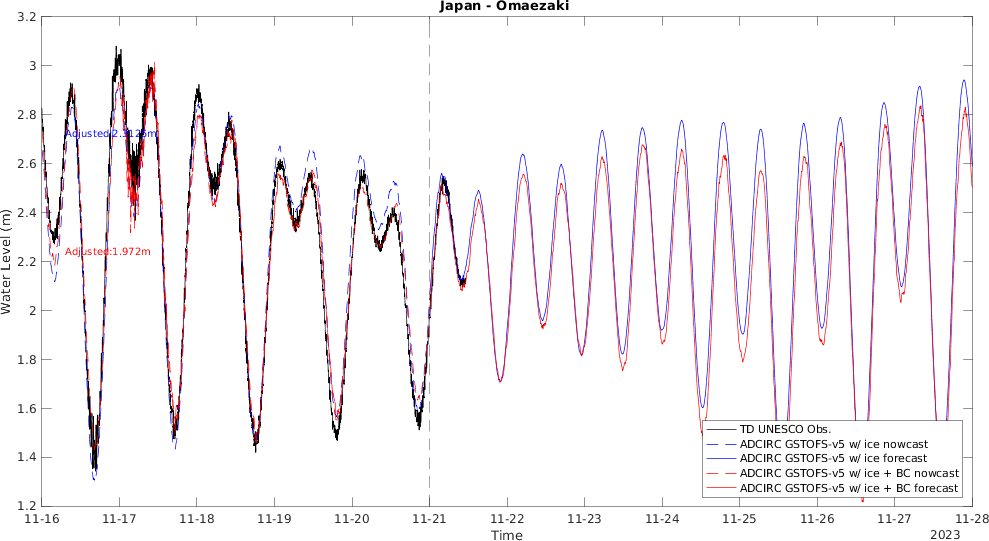 Japan - Omaezaki
3.2
3
2.8
2.6
2.4
2.2
2
1.8
1.6
1.4
1.2
Water Level (m)
Adjusted:2.3125m
Adjusted:1.972m
TD UNESCO Obs.
ADCIRC GSTOFS-v5 w/ ice nowcast
ADCIRC GSTOFS-v5 w/ ice forecast
ADCIRC GSTOFS-v5 w/ ice + BC nowcast
ADCIRC GSTOFS-v5 w/ ice + BC forecast
11-16 11-17 11-18 11-19 11-20 11-21 11-22 11-23 11-24 11-25 11-26 11-27 11-28
Time
2023